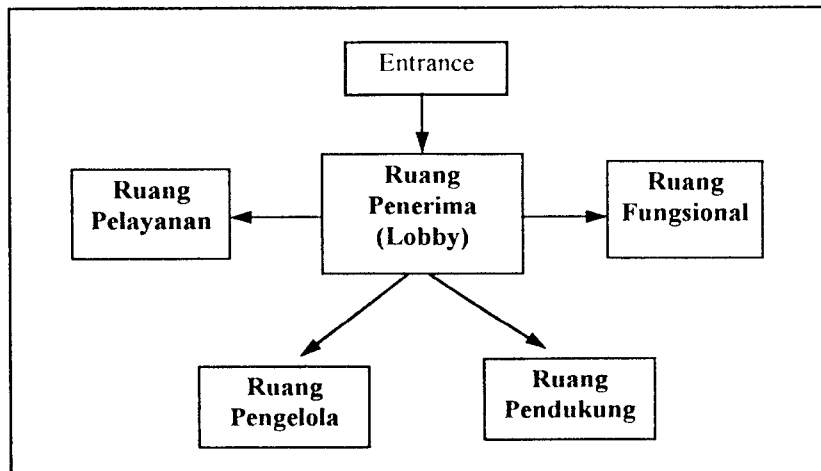 Entrance
Ruang
Pelayanan
Ruang
Penerima
(Lobby)
Ruang
Fungsional
Ruang
Pengelola
Ruang
Pendukung